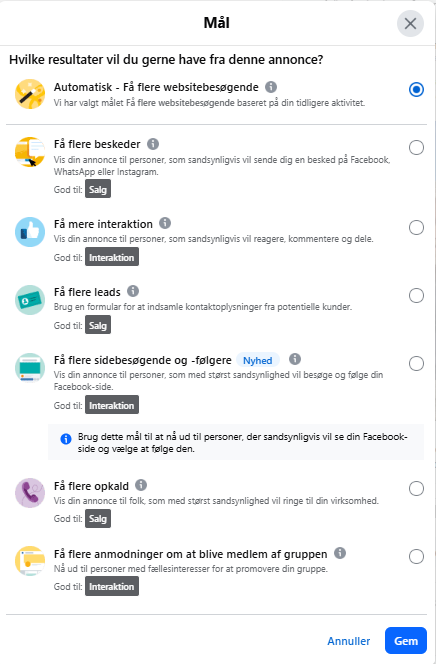 Mål
Hvilke resultater vil du gerne have fra denne annonce?
Automatisk - Få flere websitebesøgende
Vi har valgt målet Få flere websitebesøgende baseret på din tidligere aktivitet.
Få flere beskeder
Vis din annonce til personer, som sandsynligvis vil sende dig en besked på Facebook,
WhatsApp eller Instagram.
God til: Salg
Få mere interaktion
Vis din annonce til personer, som sandsynligvis vil reagere, kommentere og dele.
God til: Interaktion
Få flere leads
Brug en formular for at indsamle kontaktoplysninger fra potentielle kunder.
God til: Salg
Få flere sidebesøgende og -følgere Nyhed
Vis din annonce til personer, som med størst sandsynlighed vil besøge og følge din
Facebook-side.
God til: Interaktion
Brug dette mål til at nå ud til personer, der sandsynligvis vil se din Facebook-
side og vælge at følge den.
Få flere opkald
Vis din annonce til folk, som med størst sandsynlighed vil ringe til din virksomhed.
God til: Salg
Få flere anmodninger om at blive medlem af gruppen
Nå ud til personer med fællesinteresser for at promovere din gruppe.
God til: Interaktion
Annuller Gem